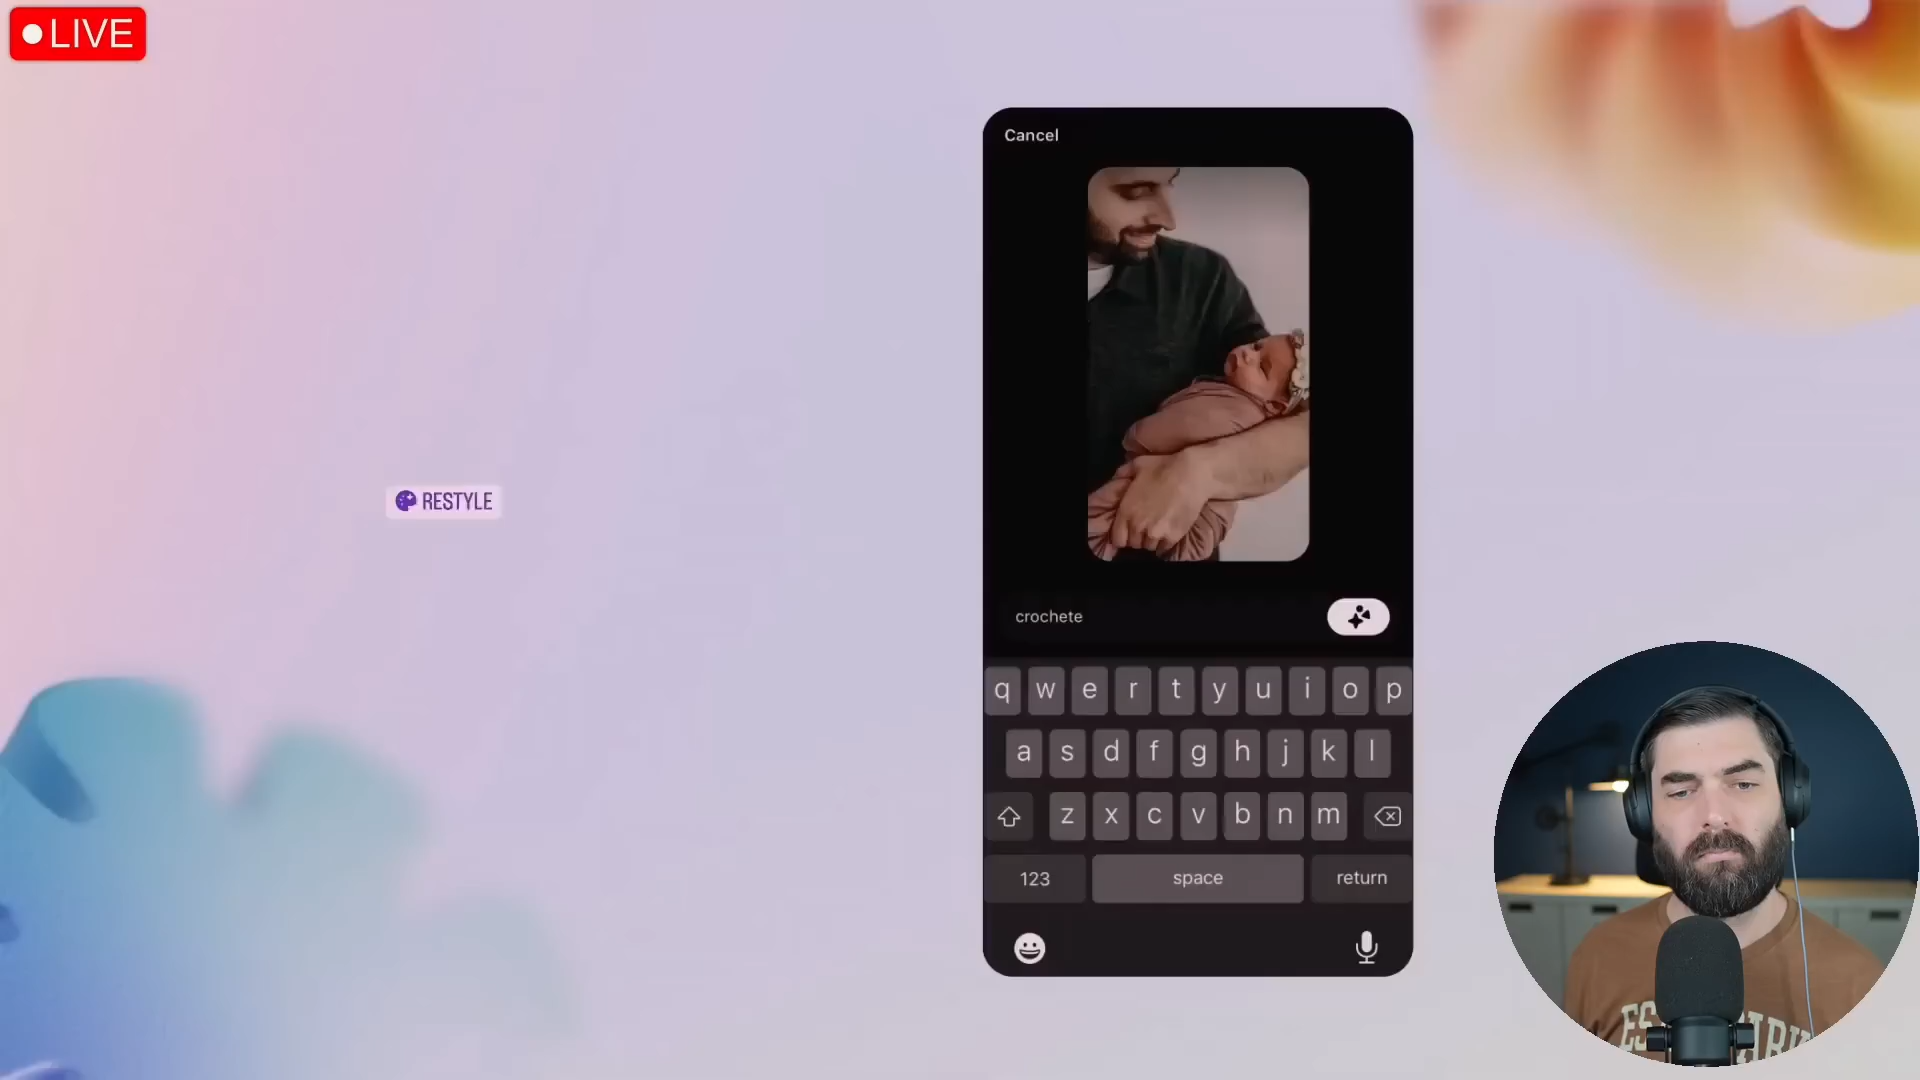 LIVE
Cancel
RESTYLE
crochete
q w e r t y u i o p
a s d f g h j k l
z x c v b n m
123 space return